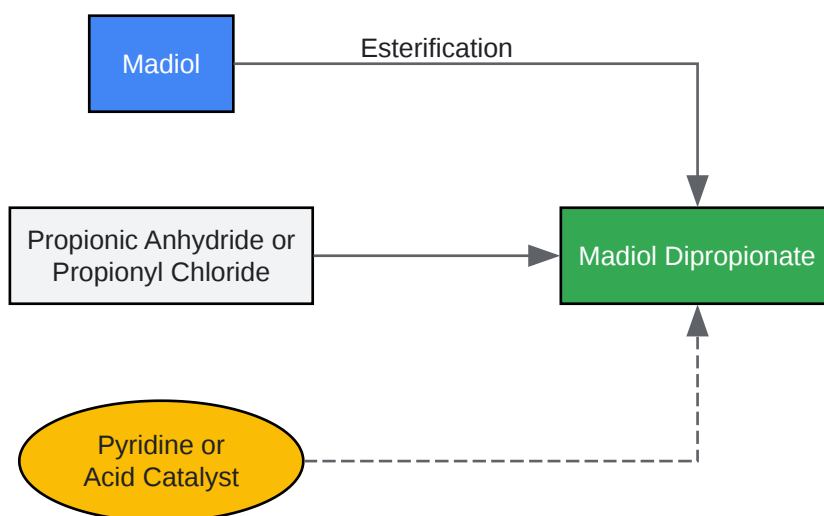 Esterification
Madiol
Propionic Anhydride or
Propionyl Chloride
Madiol Dipropionate
Pyridine or
Acid Catalyst